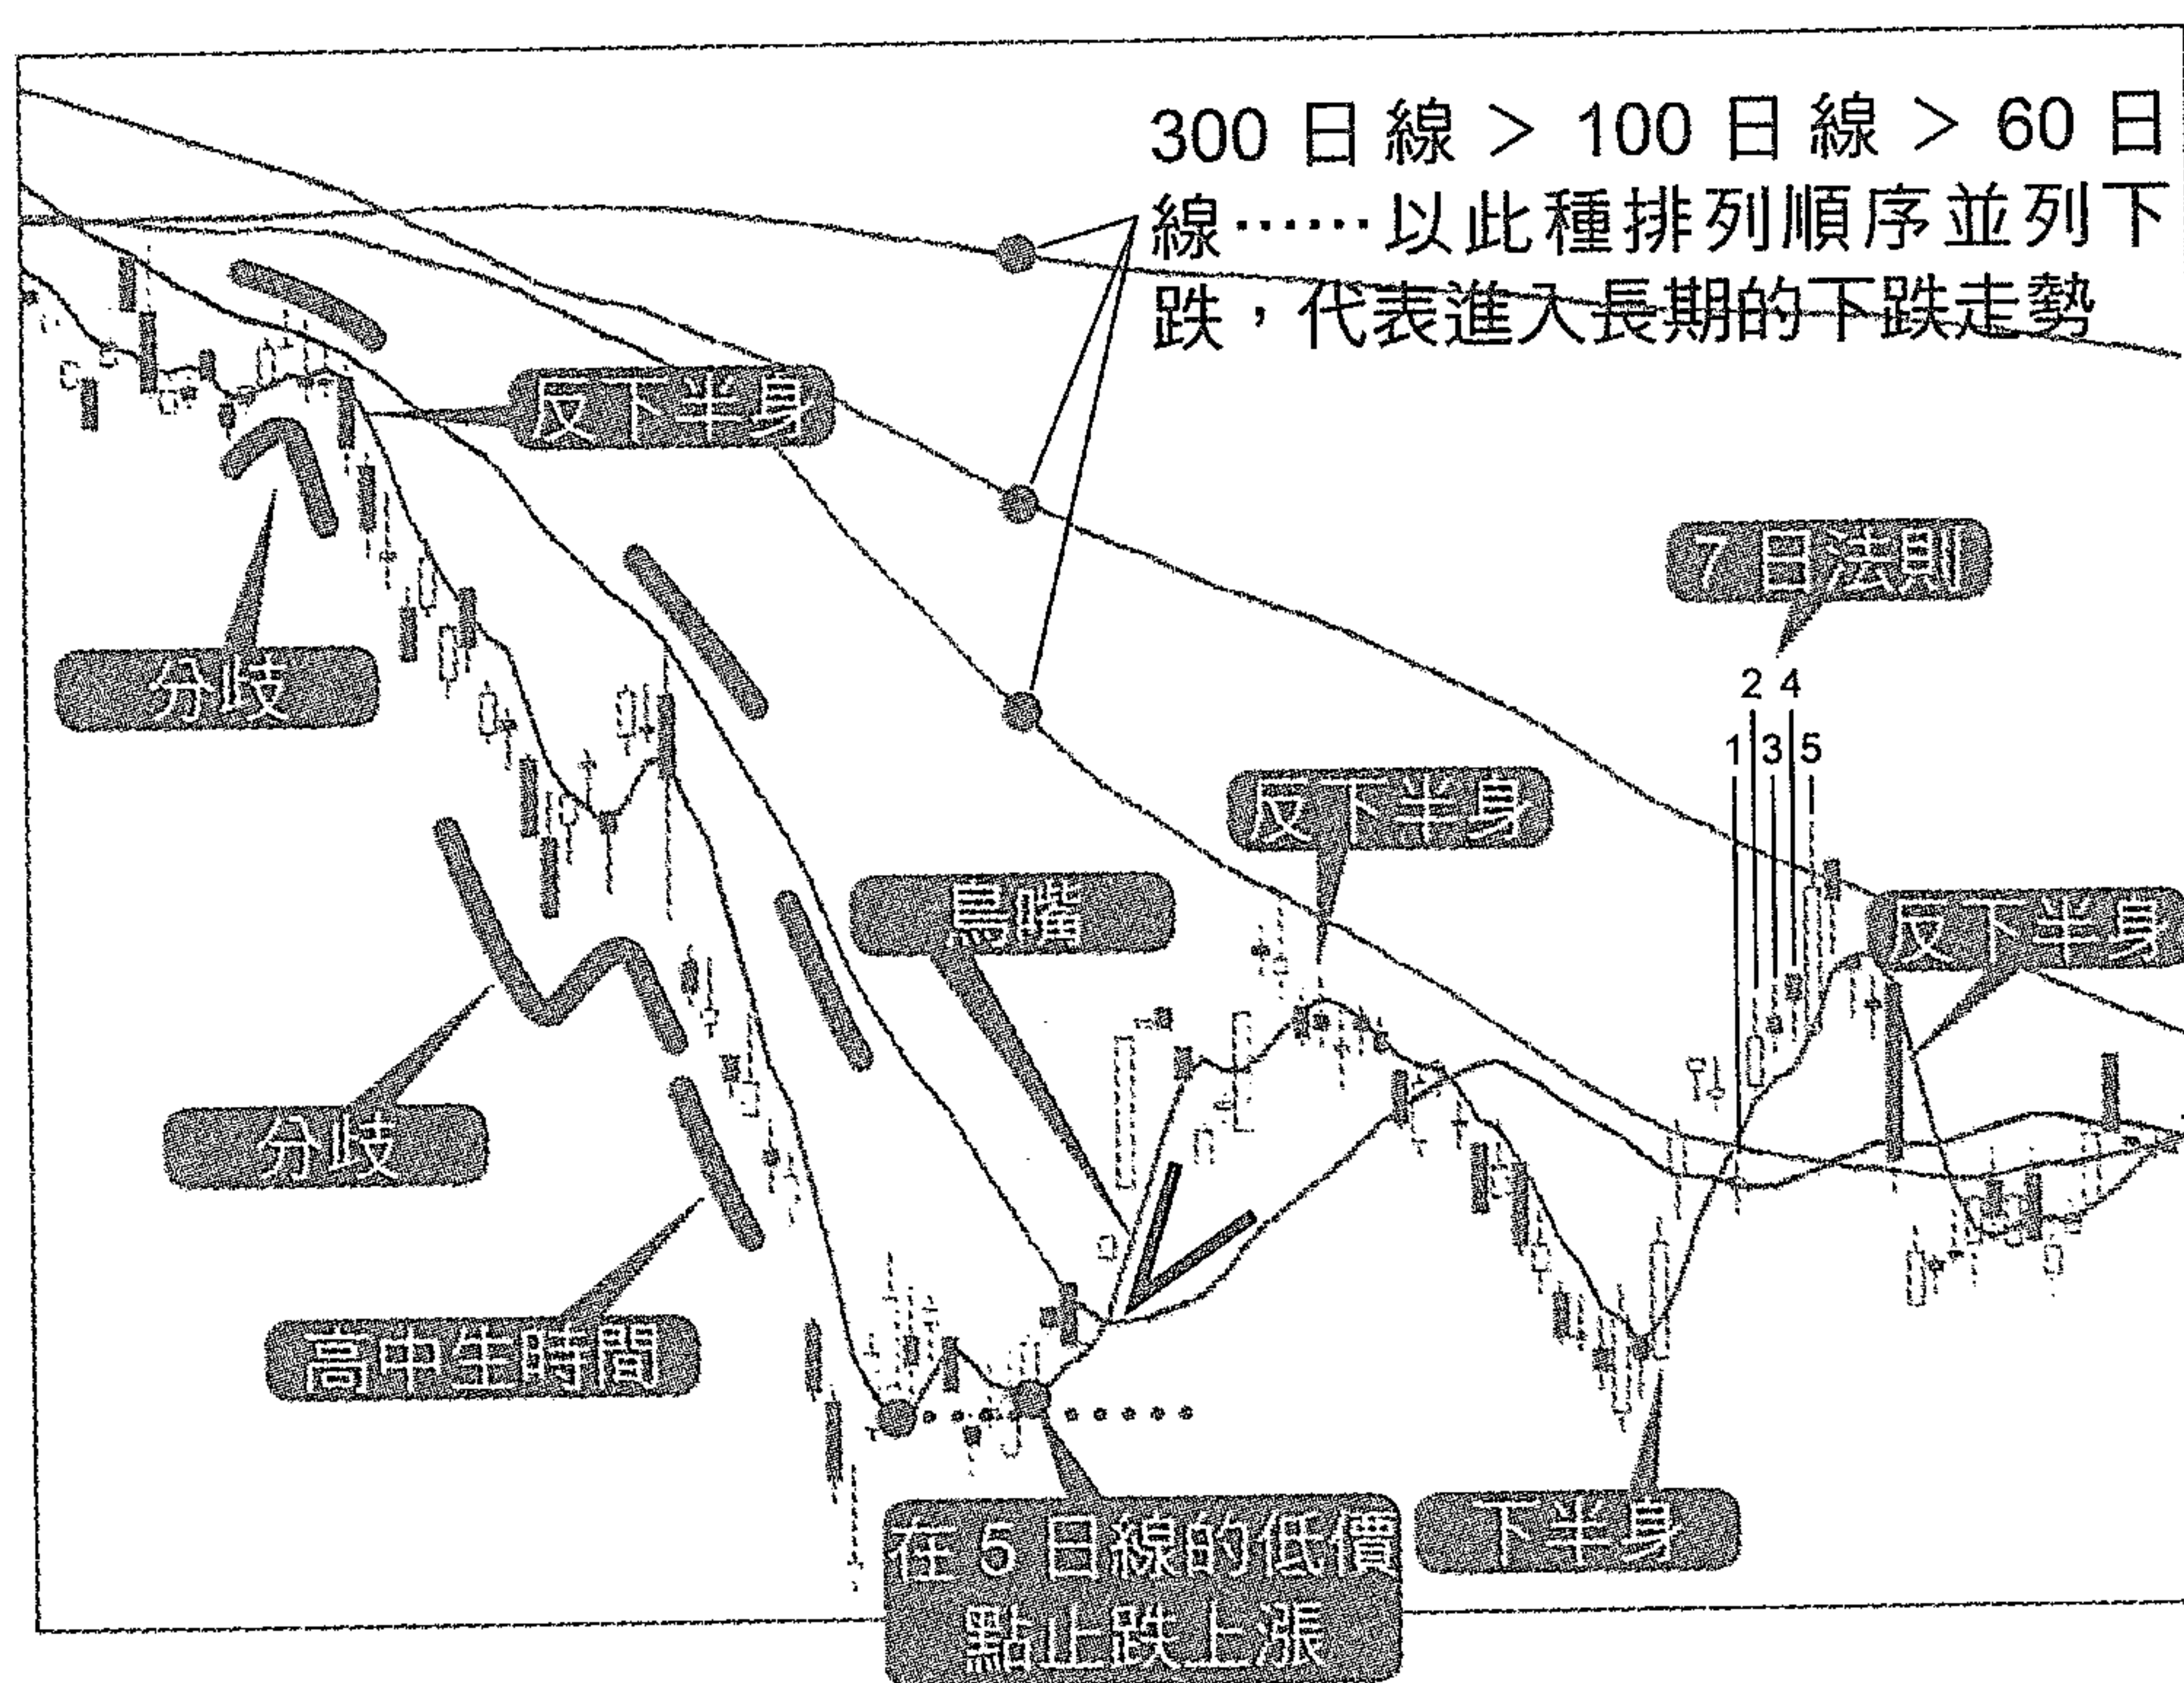 300 日線 > 100 日線 > 60 日
線……以此種排列順序並列下
跌，代表進入長期的下跌走勢
反下半身
7 日法則
分歧
2 4
1 3 5
反下半身
鳥嘴
反下半身
分歧
高中生時間
在 5 日線的低價
點止跌上漲
下半身